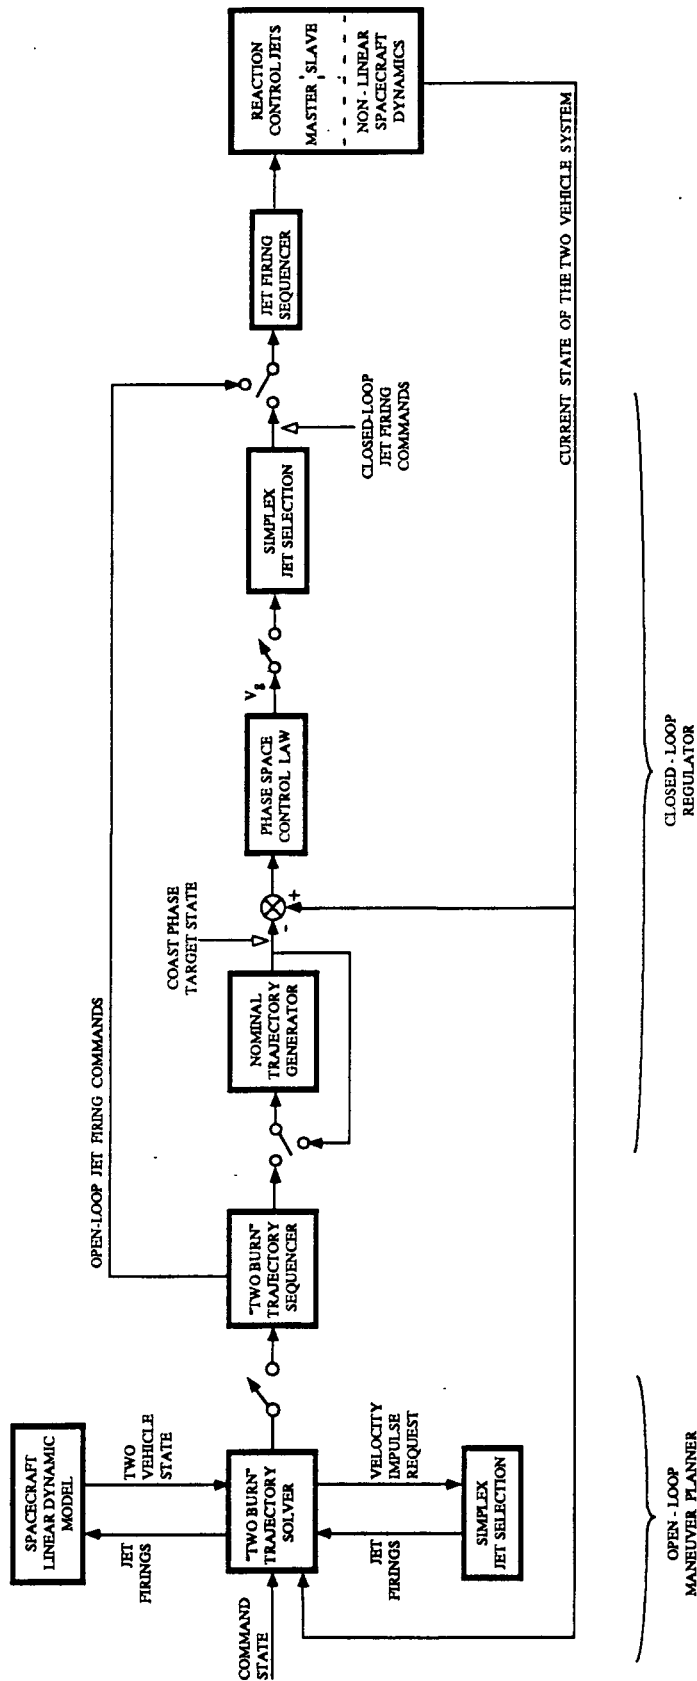 SPACECRAFT
LINEAR DYNAMIC
MODEL
JET
FIRINGS
TWO
VEHICLE
STATE
COMMAND
STATE
"TWO BURN"
TRAJECTORY
SOLVER
JET
FIRINGS
VELOCITY
IMPULSE
REQUEST
SIMPLEX
JET SELECTION
OPEN - LOOP
MANEUVER PLANNER
"TWO BURN"
TRAJECTORY
SEQUENCER
OPEN-LOOP JET FIRING COMMANDS
NOMINAL
TRAJECTORY
GENERATOR
COAST PHASE
TARGET STATE
-
+
PHASE SPACE
CONTROL LAW
Vg
SIMPLEX
JET SELECTION
CLOSED-LOOP
JET FIRING
COMMANDS
JET FIRING
SEQUENCER
REACTION
CONTROL JETS
MASTER SLAVE
NON - LINEAR
SPACECRAFT
DYNAMICS
CURRENT STATE OF THE TWO VEHICLE SYSTEM
CLOSED - LOOP
REGULATOR